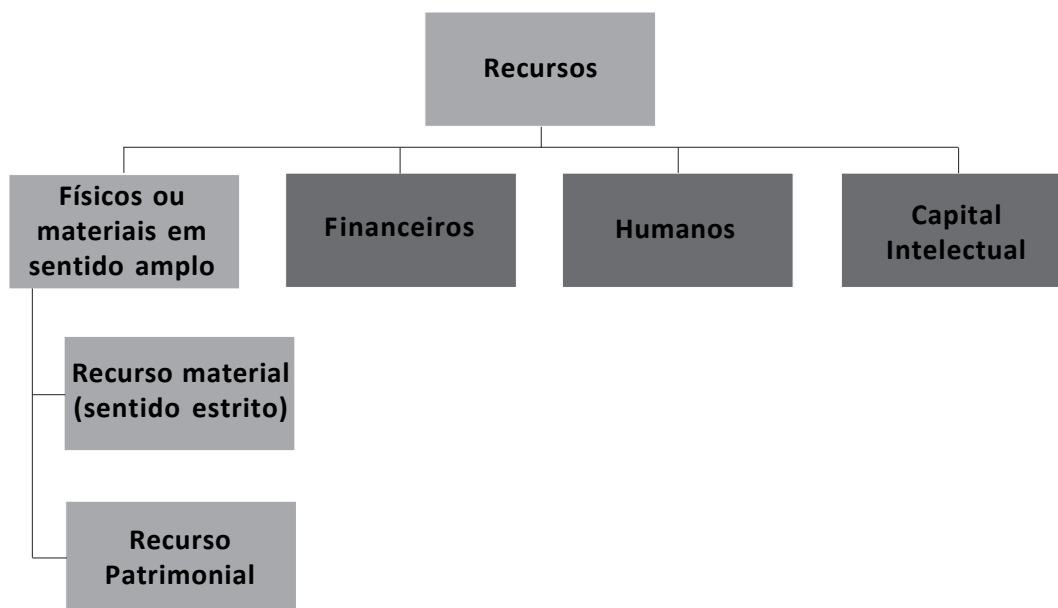 Recursos
Físicos ou
materiais em
sentido amplo
Financeiros
Humanos
Capital
Intelectual
Recurso material
(sentido estrito)
Recurso
Patrimonial